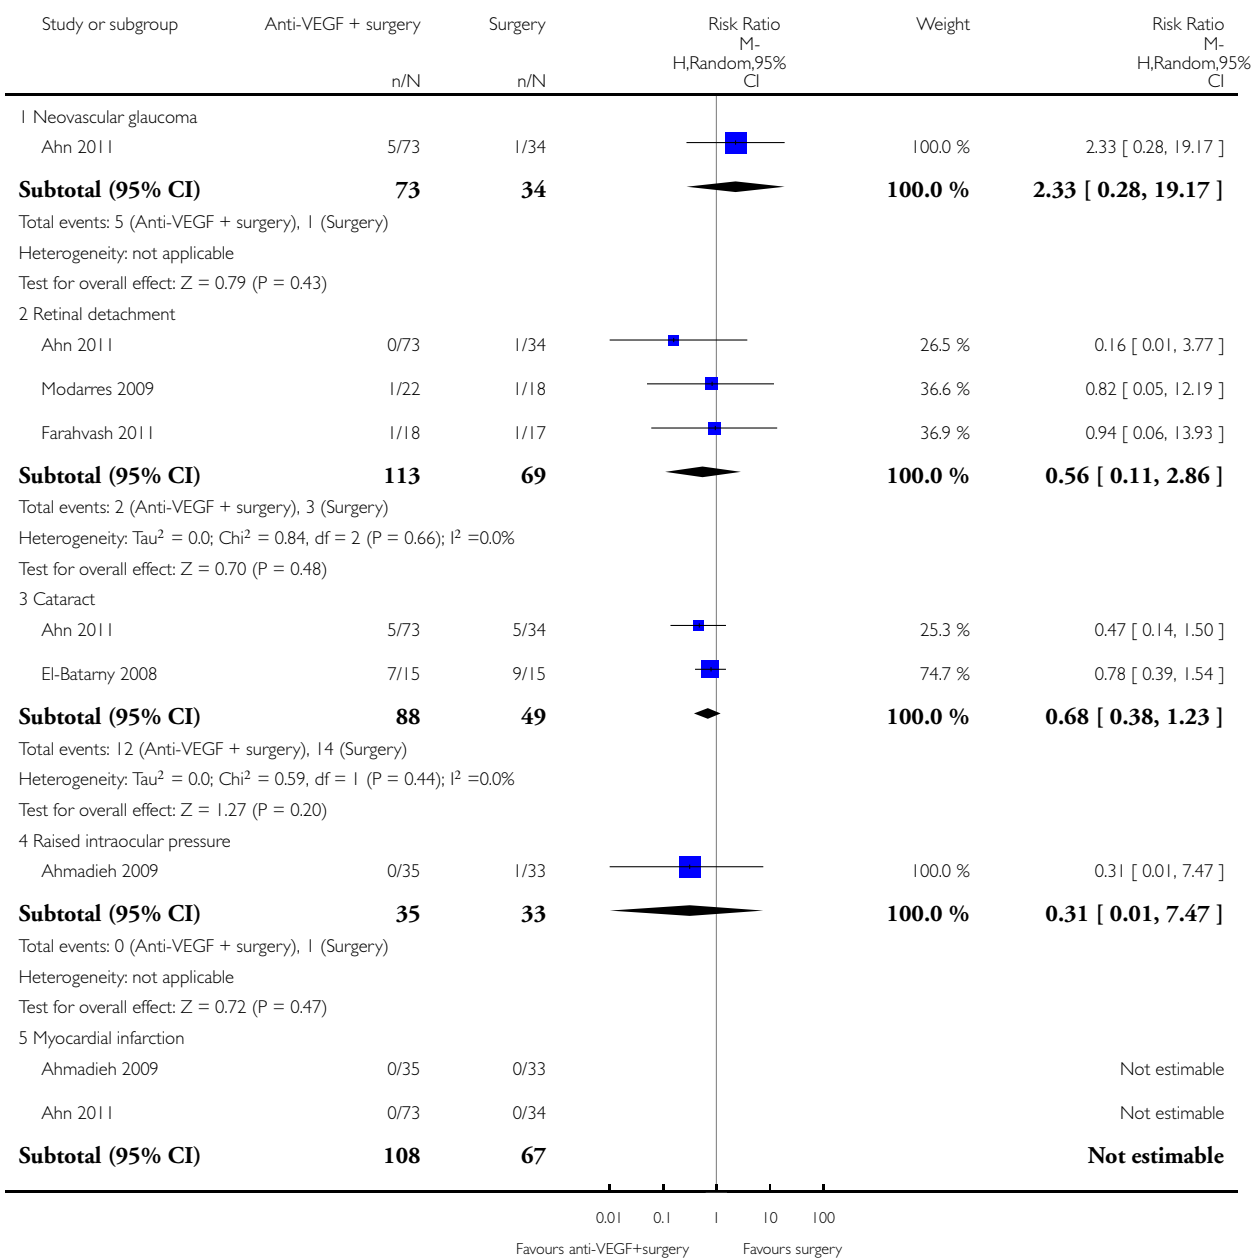 Study or subgroup Anti-VEGF + surgery Surgery Risk Ratio Weight Risk Ratio
M- M-
H,Random,95% H,Random,95%
n/N n/N CI CI
1 Neovascular glaucoma
Ahn 2011 5/73 1/34 100.0 % 2.33 [ 0.28, 19.17 ]
Subtotal (95% CI) 73 34 100.0 % 2.33 [ 0.28, 19.17 ]
Total events: 5 (Anti-VEGF + surgery), 1 (Surgery)
Heterogeneity: not applicable
Test for overall effect: Z = 0.79 (P = 0.43)
2 Retinal detachment
Ahn 2011 0/73 1/34 26.5 % 0.16 [ 0.01, 3.77 ]
Modarres 2009 1/22 1/18 36.6 % 0.82 [ 0.05, 12.19 ]
Farahvash 2011 1/18 1/17 36.9 % 0.94 [ 0.06, 13.93 ]
Subtotal (95% CI) 113 69 100.0 % 0.56 [ 0.11, 2.86 ]
Total events: 2 (Anti-VEGF + surgery), 3 (Surgery)
Heterogeneity: Tau² = 0.0; Chi² = 0.84, df = 2 (P = 0.66); I² =0.0%
Test for overall effect: Z = 0.70 (P = 0.48)
3 Cataract
Ahn 2011 5/73 5/34 25.3 % 0.47 [ 0.14, 1.50 ]
El-Batarny 2008 7/15 9/15 74.7 % 0.78 [ 0.39, 1.54 ]
Subtotal (95% CI) 88 49 100.0 % 0.68 [ 0.38, 1.23 ]
Total events: 12 (Anti-VEGF + surgery), 14 (Surgery)
Heterogeneity: Tau² = 0.0; Chi² = 0.59, df = 1 (P = 0.44); I² =0.0%
Test for overall effect: Z = 1.27 (P = 0.20)
4 Raised intraocular pressure
Ahmadieh 2009 0/35 1/33 100.0 % 0.31 [ 0.01, 7.47 ]
Subtotal (95% CI) 35 33 100.0 % 0.31 [ 0.01, 7.47 ]
Total events: 0 (Anti-VEGF + surgery), 1 (Surgery)
Heterogeneity: not applicable
Test for overall effect: Z = 0.72 (P = 0.47)
5 Myocardial infarction
Ahmadieh 2009 0/35 0/33 Not estimable
Ahn 2011 0/73 0/34 Not estimable
Subtotal (95% CI) 108 67 Not estimable
0.01 0.1 1 10 100
Favours anti-VEGF+surgery Favours surgery